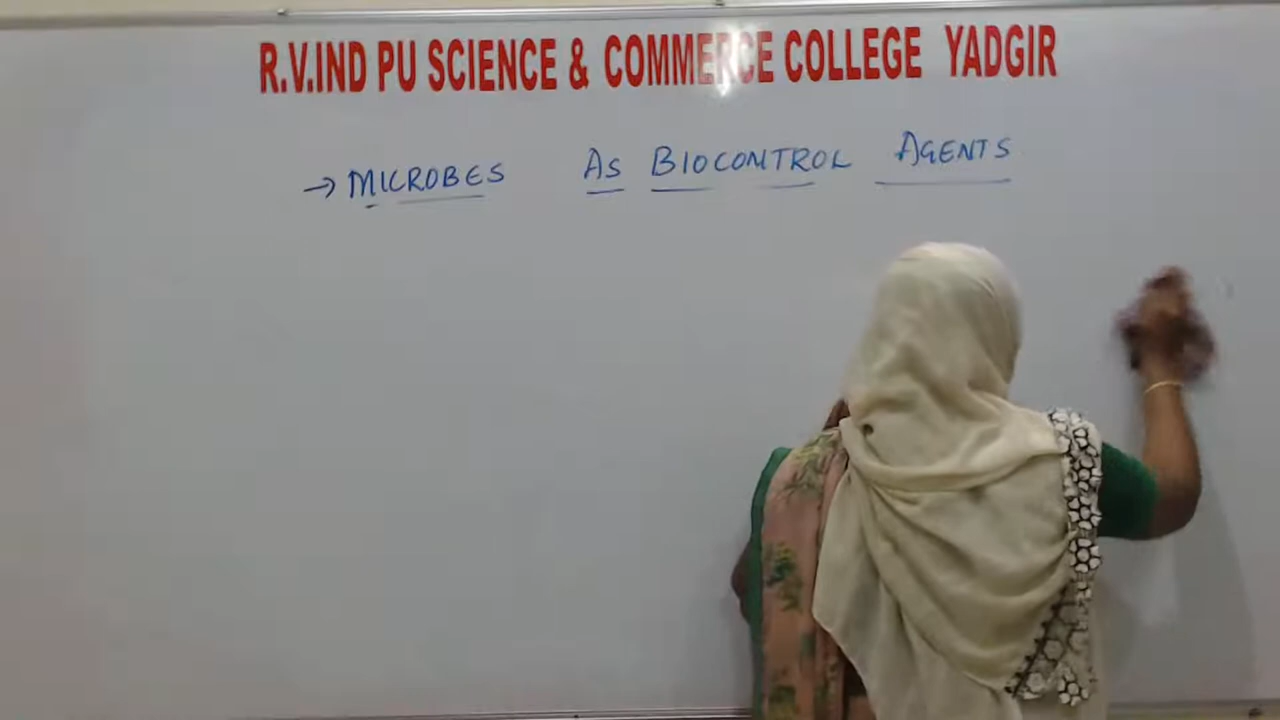 R.V.IND PU SCIENCE & COMMERCE COLLEGE YADGIR
→ MICROBES AS BIOCONTROL AGENTS